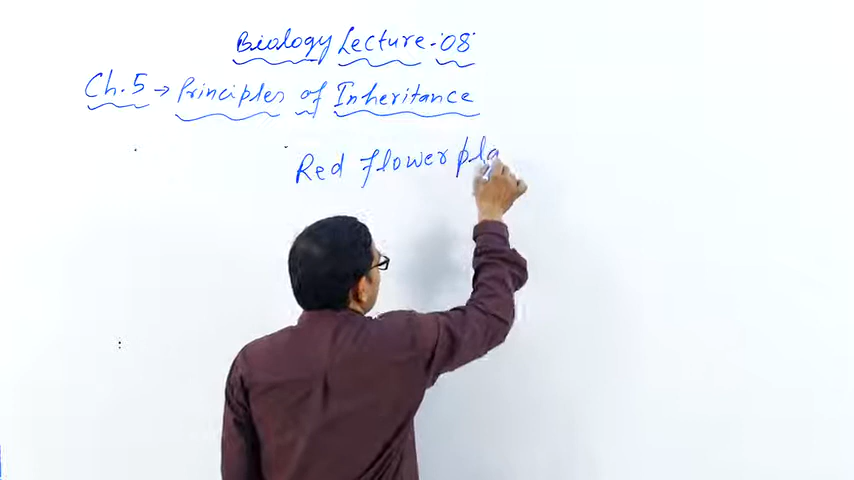 Biology Lecture-08
Ch.5 → Principles of Inheritance
Red flower pla